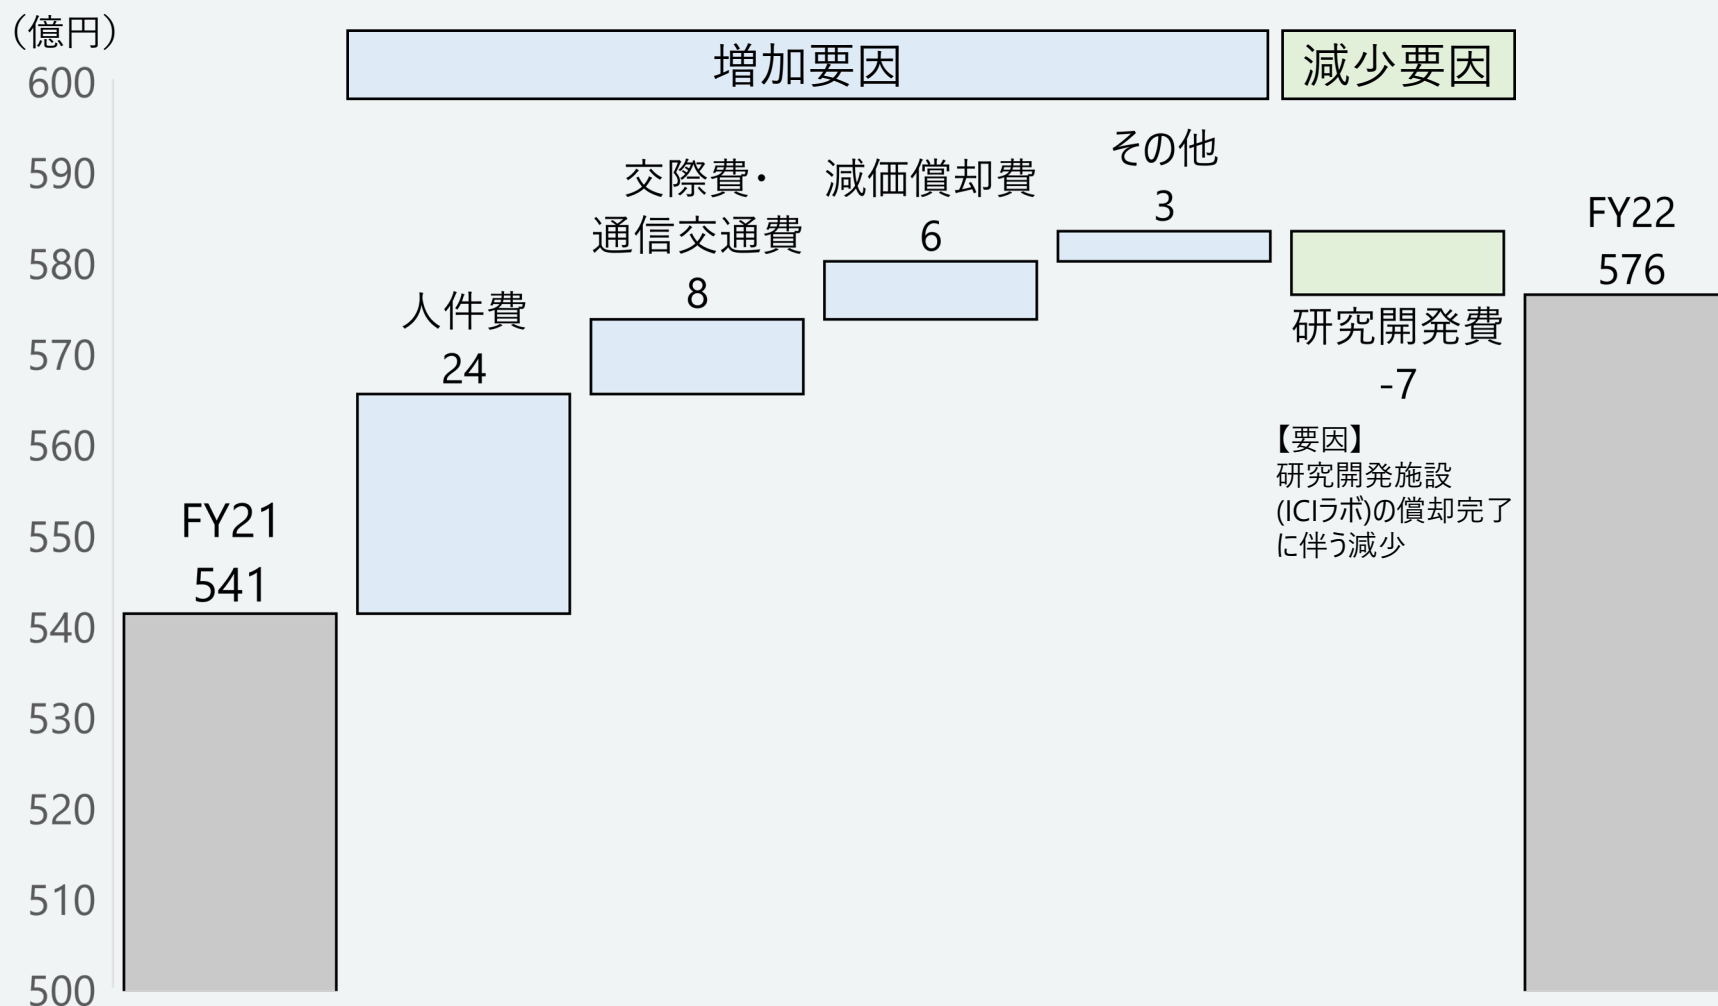 （億円）
600
590
580
570
560
550
540
530
520
510
500
増加要因
減少要因
FY21
541
人件費
24
交際費・
通信交通費
8
減価償却費
6
その他
3
研究開発費
-7
【要因】
研究開発施設
(ICIラボ)の償却完了
に伴う減少
FY22
576